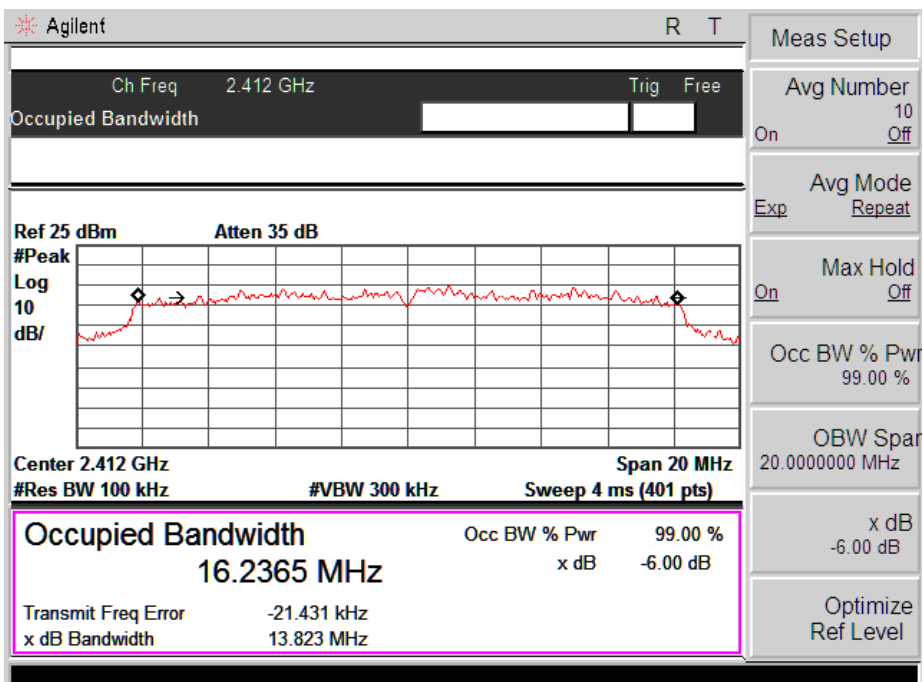 Agilent R T
Ch Freq 2.412 GHz Trig Free
Occupied Bandwidth
Ref 25 dBm Atten 35 dB
#Peak
Log
10
dB/
Center 2.412 GHz Span 20 MHz
#Res BW 100 kHz #VBW 300 kHz Sweep 4 ms (401 pts)
Occupied Bandwidth Occ BW % Pwr 99.00 %
16.2365 MHz x dB -6.00 dB
Transmit Freq Error -21.431 kHz
x dB Bandwidth 13.823 MHz
Meas Setup
Avg Number
10
On Off
Avg Mode
Exp Repeat
Max Hold
On Off
Occ BW % Pwr
99.00 %
OBW Span
20.0000000 MHz
x dB
-6.00 dB
Optimize
Ref Level